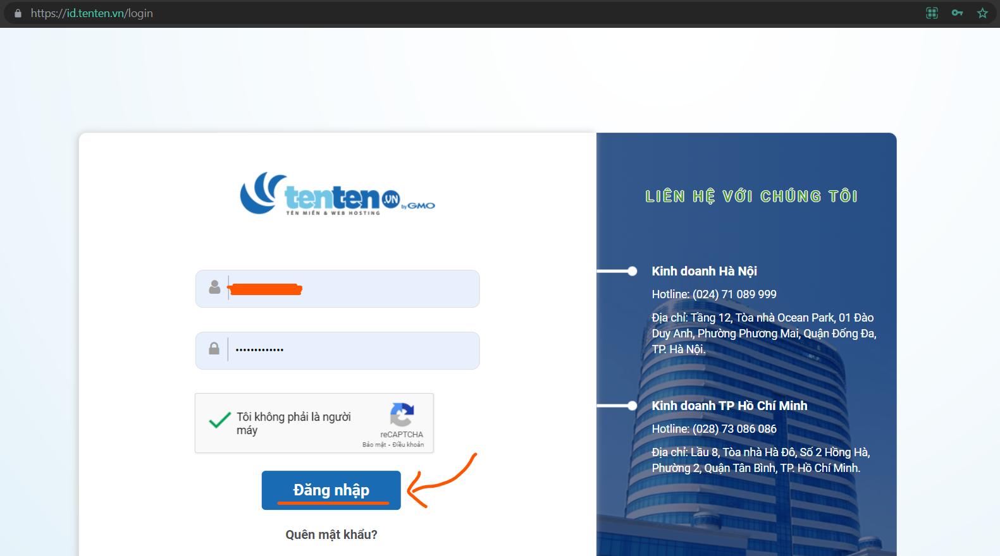 https://id.tenten.vn/login
tenten.VN
by GMO
TÊN MIỀN & WEB HOSTING
Tôi không phải là người
máy
reCAPTCHA
Bảo mật - Điều khoản
Đăng nhập
Quên mật khẩu?
LIÊN HỆ VỚI CHÚNG TÔI
Kinh doanh Hà Nội
Hotline: (024) 71 089 999
Địa chỉ: Tầng 12, Tòa nhà Ocean Park, 01 Đào
Duy Anh, Phường Phương Mai, Quận Đống Đa,
TP. Hà Nội.
Kinh doanh TP Hồ Chí Minh
Hotline: (028) 73 086 086
Địa chỉ: Lầu 8, Tòa nhà Hà Đô, Số 2 Hồng Hà,
Phường 2, Quận Tân Bình, TP. Hồ Chí Minh.